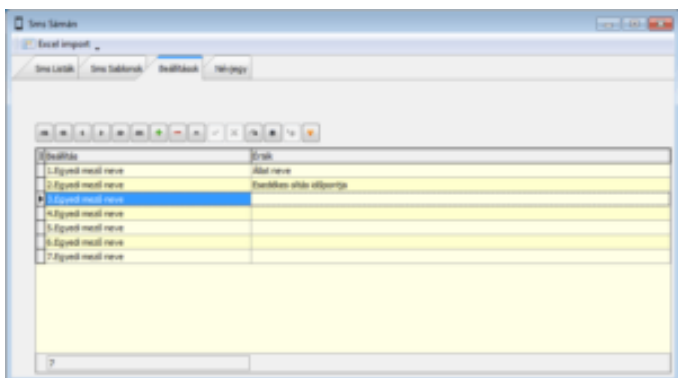 Sms Sámán
Excel import
Sms Listák Sms Sablonok Beállítások Névjegy
Beállítás Érték
1.Egyedi mező neve Állat neve
2.Egyedi mező neve Esedékes oltás időpontja
3.Egyedi mező neve
4.Egyedi mező neve
5.Egyedi mező neve
6.Egyedi mező neve
7.Egyedi mező neve
7